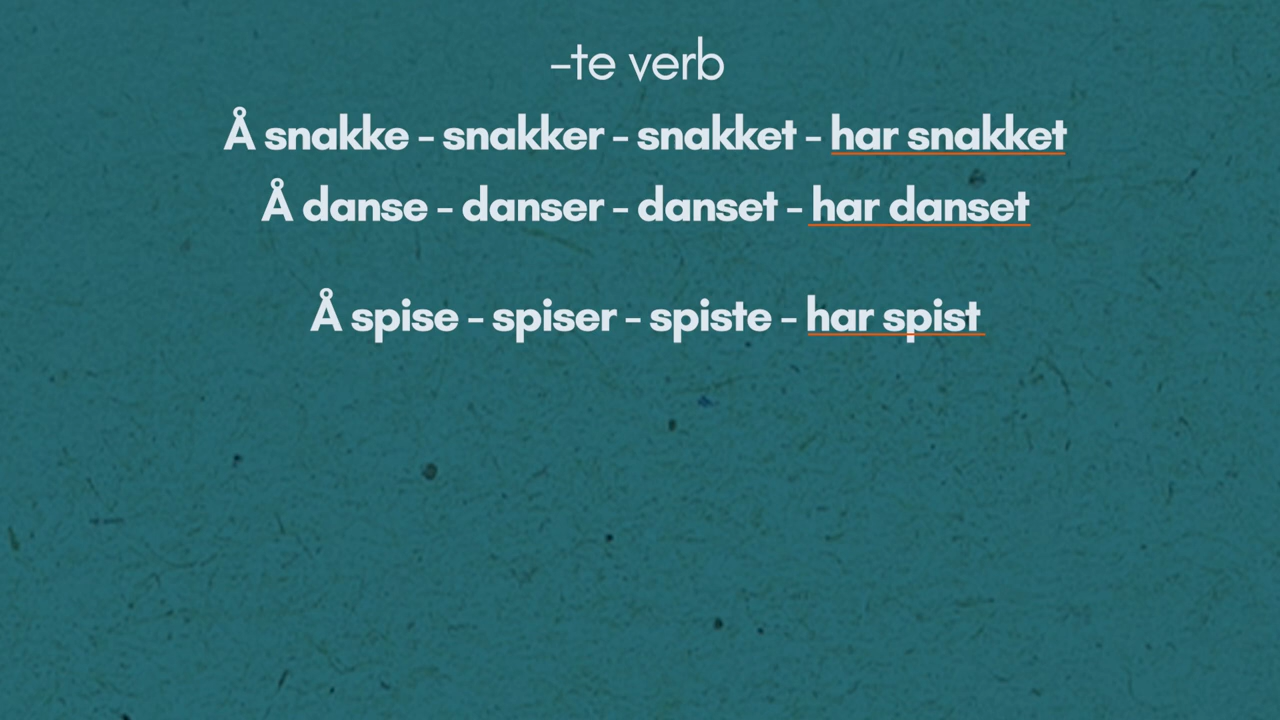 –te verb
Å snakke - snakker - snakket - har snakket
Å danse - danser - danset - har danset
Å spise - spiser - spiste - har spist